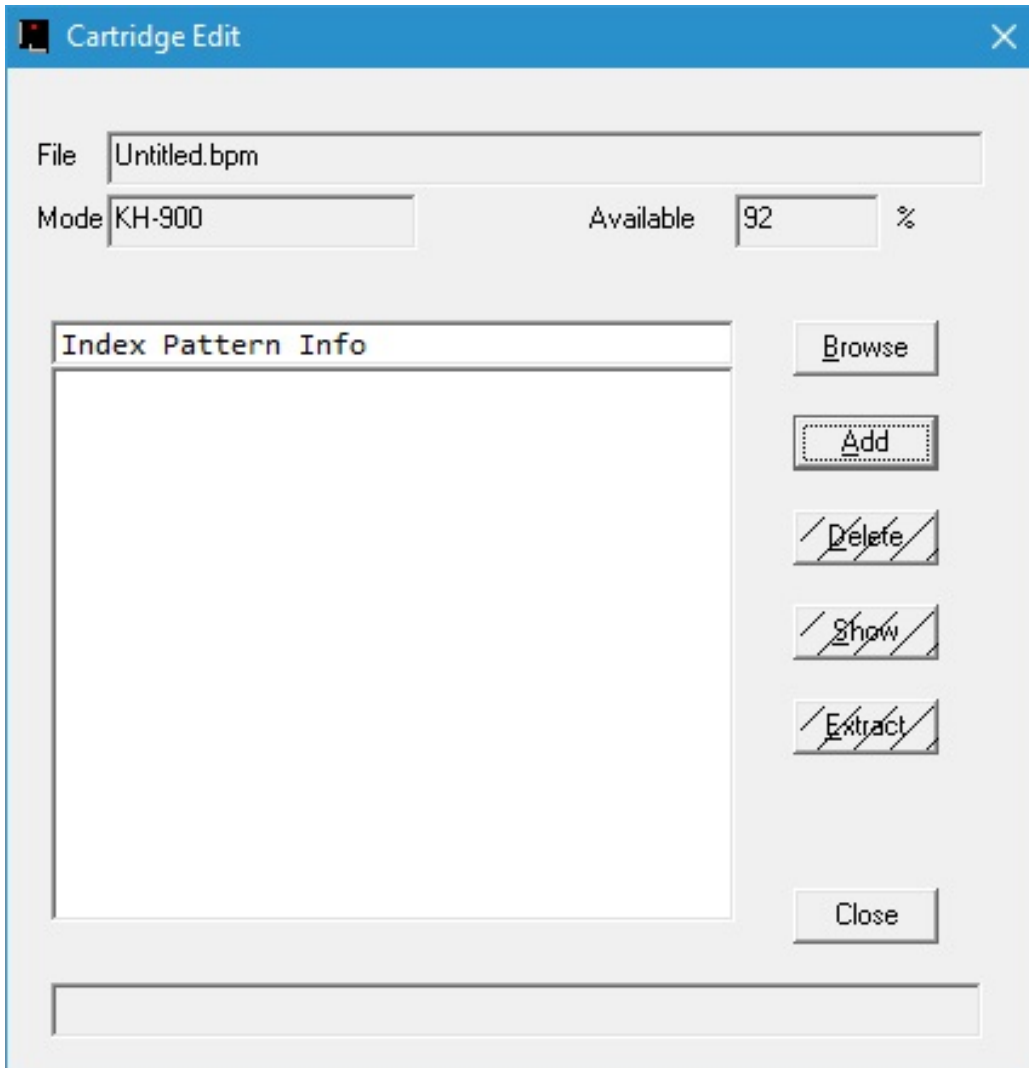 Cartridge Edit
File Untitled.bpm
Mode KH-900 Available 92 %
Index Pattern Info
Browse
Add
Delete
Show
Extract
Close